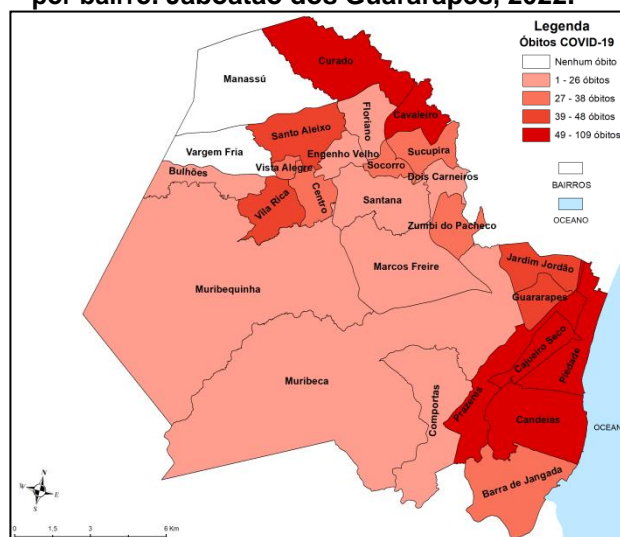 por bairro. Jaboatão dos Guararapes, 2022.
Legenda
Óbitos COVID-19
Nenhum óbito
1 - 26 óbitos
27 - 38 óbitos
39 - 48 óbitos
49 - 109 óbitos
BAIRROS
OCEANO
Curado
Manassú
Cavaleiro
Floriano
Santo Aleixo
Vargem Fria
Engenho Velho
Sucupira
Socorro
Vista Alegre
Bulhões
Dois Carneiros
Vila Rica
Centro
Santana
Zumbi do Pacheco
Marcos Freire
Jardim Jordão
Muribequinha
Guararapes
Cajueiro Seco
Piedade
Muribeca
Comportas
Prazeres
Candeias
OCEANO
Barra de Jangada
N
W
E
S
0 1,5 3 6 Km